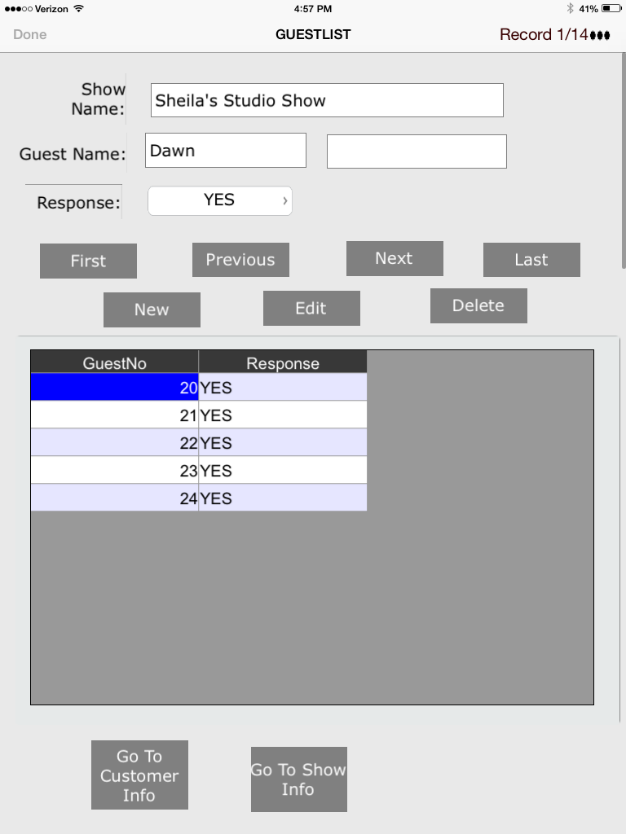 Verizon 4:57 PM 41%
Done GUESTLIST Record 1/14
Show
Name: Sheila's Studio Show
Guest Name: Dawn
Response: YES
First Previous Next Last
New Edit Delete
GuestNo Response
20 YES
21 YES
22 YES
23 YES
24 YES
Go To
Customer
Info
Go To Show
Info